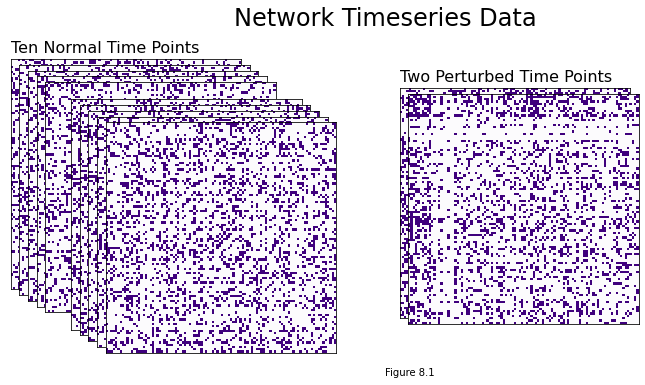 Network Timeseries Data
Ten Normal Time Points
Two Perturbed Time Points
Figure 8.1